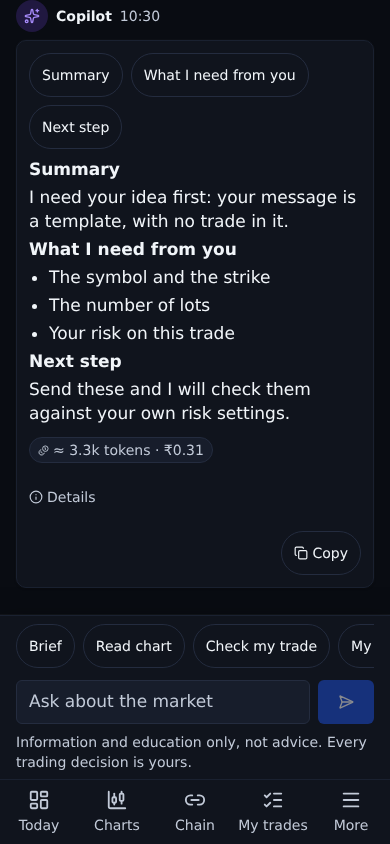 Copilot 10:30
Summary
What I need from you
Next step
Summary
I need your idea first: your message is
a template, with no trade in it.
What I need from you
• The symbol and the strike
• The number of lots
• Your risk on this trade
Next step
Send these and I will check them
against your own risk settings.
≈ 3.3k tokens · ₹0.31
Details
Copy
Brief
Read chart
Check my trade
My
Ask about the market
Information and education only, not advice. Every
trading decision is yours.
Today
Charts
Chain
My trades
More